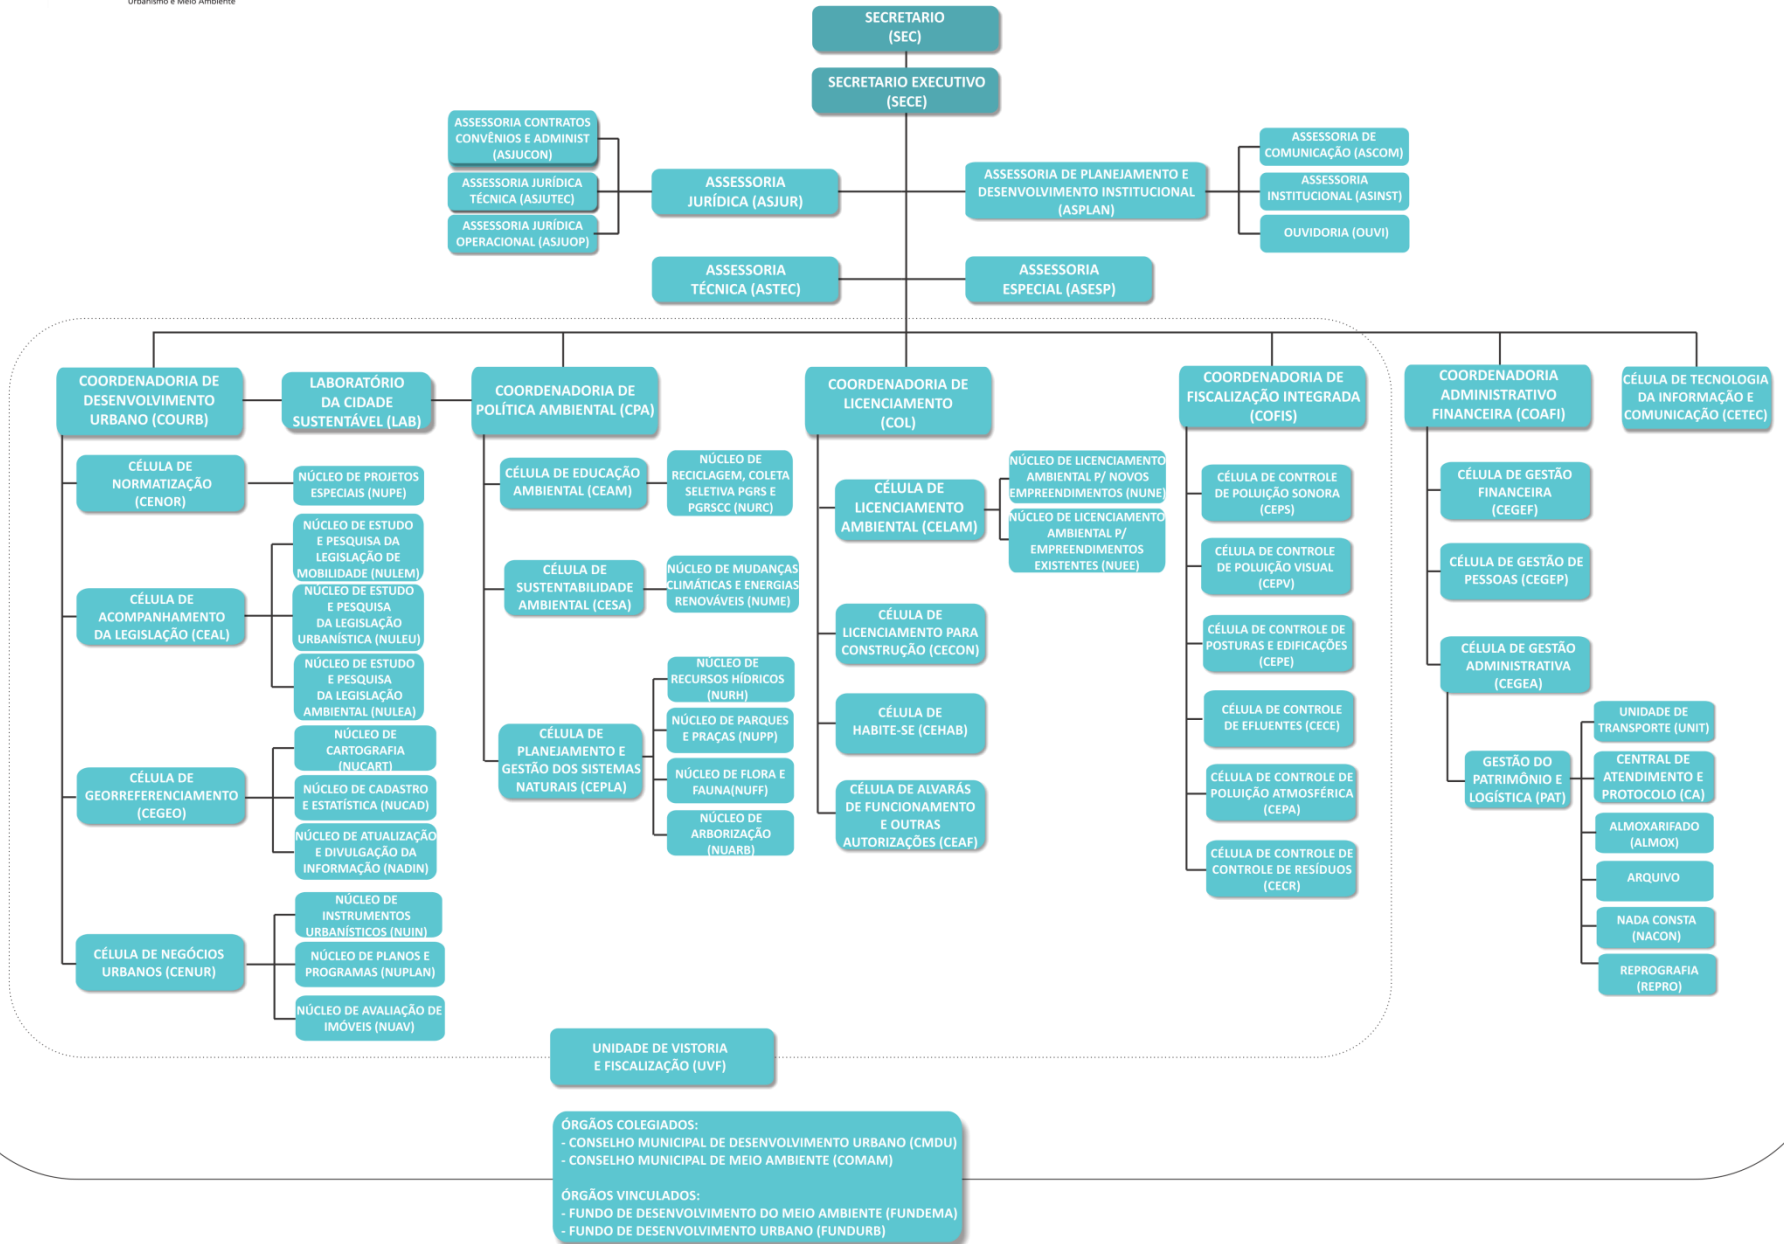 Urbanismo e Meio Ambiente
SECRETARIO
(SEC)
SECRETARIO EXECUTIVO
(SECE)
ASSESSORIA CONTRATOS
CONVÊNIOS E ADMINIST
(ASJUCON)
ASSESSORIA JURÍDICA
TÉCNICA (ASJUTEC)
ASSESSORIA JURÍDICA
OPERACIONAL (ASJUOP)
ASSESSORIA
JURÍDICA (ASJUR)
ASSESSORIA DE PLANEJAMENTO E
DESENVOLVIMENTO INSTITUCIONAL
(ASPLAN)
ASSESSORIA DE
COMUNICAÇÃO (ASCOM)
ASSESSORIA
INSTITUCIONAL (ASINST)
OUVIDORIA (OUVI)
ASSESSORIA
TÉCNICA (ASTEC)
ASSESSORIA
ESPECIAL (ASESP)
COORDENADORIA DE
DESENVOLVIMENTO
URBANO (COURB)
LABORATÓRIO
DA CIDADE
SUSTENTÁVEL (LAB)
COORDENADORIA DE
POLÍTICA AMBIENTAL (CPA)
COORDENADORIA DE
LICENCIAMENTO
(COL)
COORDENADORIA DE
FISCALIZAÇÃO INTEGRADA
(COFIS)
COORDENADORIA
ADMINISTRATIVO
FINANCEIRA (COAFI)
CÉLULA DE TECNOLOGIA
DA INFORMAÇÃO E
COMUNICAÇÃO (CETEC)
CÉLULA DE
NORMATIZAÇÃO
(CENOR)
NÚCLEO DE PROJETOS
ESPECIAIS (NUPE)
CÉLULA DE
ACOMPANHAMENTO
DA LEGISLAÇÃO (CEAL)
NÚCLEO DE ESTUDO
E PESQUISA DA
LEGISLAÇÃO DE
MOBILIDADE (NULEM)
NÚCLEO DE ESTUDO
E PESQUISA
DA LEGISLAÇÃO
URBANÍSTICA (NULEU)
NÚCLEO DE ESTUDO
E PESQUISA
DA LEGISLAÇÃO
AMBIENTAL (NULEA)
CÉLULA DE
GEORREFERENCIAMENTO
(CEGEO)
NÚCLEO DE
CARTOGRAFIA
(NUCART)
NÚCLEO DE CADASTRO
E ESTATÍSTICA (NUCAD)
NÚCLEO DE ATUALIZAÇÃO
E DIVULGAÇÃO DA
INFORMAÇÃO (NADIN)
CÉLULA DE NEGÓCIOS
URBANOS (CENUR)
NÚCLEO DE
INSTRUMENTOS
URBANÍSTICOS (NUIN)
NÚCLEO DE PLANOS E
PROGRAMAS (NUPLAN)
NÚCLEO DE AVALIAÇÃO DE
IMÓVEIS (NUAV)
CÉLULA DE EDUCAÇÃO
AMBIENTAL (CEAM)
NÚCLEO DE
RECICLAGEM, COLETA
SELETIVA PGRS E
PGRSCC (NURC)
CÉLULA DE
SUSTENTABILIDADE
AMBIENTAL (CESA)
NÚCLEO DE MUDANÇAS
CLIMÁTICAS E ENERGIAS
RENOVÁVEIS (NUME)
CÉLULA DE
PLANEJAMENTO E
GESTÃO DOS SISTEMAS
NATURAIS (CEPLA)
NÚCLEO DE
RECURSOS HÍDRICOS
(NURH)
NÚCLEO DE PARQUES
E PRAÇAS (NUPP)
NÚCLEO DE FLORA E
FAUNA(NUFF)
NÚCLEO DE
ARBORIZAÇÃO
(NUARB)
CÉLULA DE
LICENCIAMENTO
AMBIENTAL (CELAM)
NÚCLEO DE LICENCIAMENTO
AMBIENTAL P/ NOVOS
EMPREENDIMENTOS (NUNE)
NÚCLEO DE LICENCIAMENTO
AMBIENTAL P/
EMPREENDIMENTOS
EXISTENTES (NUEE)
CÉLULA DE
LICENCIAMENTO PARA
CONSTRUÇÃO (CECON)
CÉLULA DE
HABITE-SE (CEHAB)
CÉLULA DE ALVARÁS
DE FUNCIONAMENTO
E OUTRAS
AUTORIZAÇÕES (CEAF)
CÉLULA DE CONTROLE
DE POLUIÇÃO SONORA
(CEPS)
CÉLULA DE CONTROLE
DE POLUIÇÃO VISUAL
(CEPV)
CÉLULA DE CONTROLE DE
POSTURAS E EDIFICAÇÕES
(CEPE)
CÉLULA DE CONTROLE
DE EFLUENTES (CECE)
CÉLULA DE CONTROLE DE
POLUIÇÃO ATMOSFÉRICA
(CEPA)
CÉLULA DE CONTROLE DE
CONTROLE DE RESÍDUOS
(CECR)
CÉLULA DE GESTÃO
FINANCEIRA
(CEGEF)
CÉLULA DE GESTÃO DE
PESSOAS (CEGEP)
CÉLULA DE GESTÃO
ADMINISTRATIVA
(CEGEA)
GESTÃO DO
PATRIMÔNIO E
LOGÍSTICA (PAT)
UNIDADE DE
TRANSPORTE (UNIT)
CENTRAL DE
ATENDIMENTO E
PROTOCOLO (CA)
ALMOXARIFADO
(ALMOX)
ARQUIVO
NADA CONSTA
(NACON)
REPROGRAFIA
(REPRO)
UNIDADE DE VISTORIA
E FISCALIZAÇÃO (UVF)
ÓRGÃOS COLEGIADOS:
- CONSELHO MUNICIPAL DE DESENVOLVIMENTO URBANO (CMDU)
- CONSELHO MUNICIPAL DE MEIO AMBIENTE (COMAM)
ÓRGÃOS VINCULADOS:
- FUNDO DE DESENVOLVIMENTO DO MEIO AMBIENTE (FUNDEMA)
- FUNDO DE DESENVOLVIMENTO URBANO (FUNDURB)